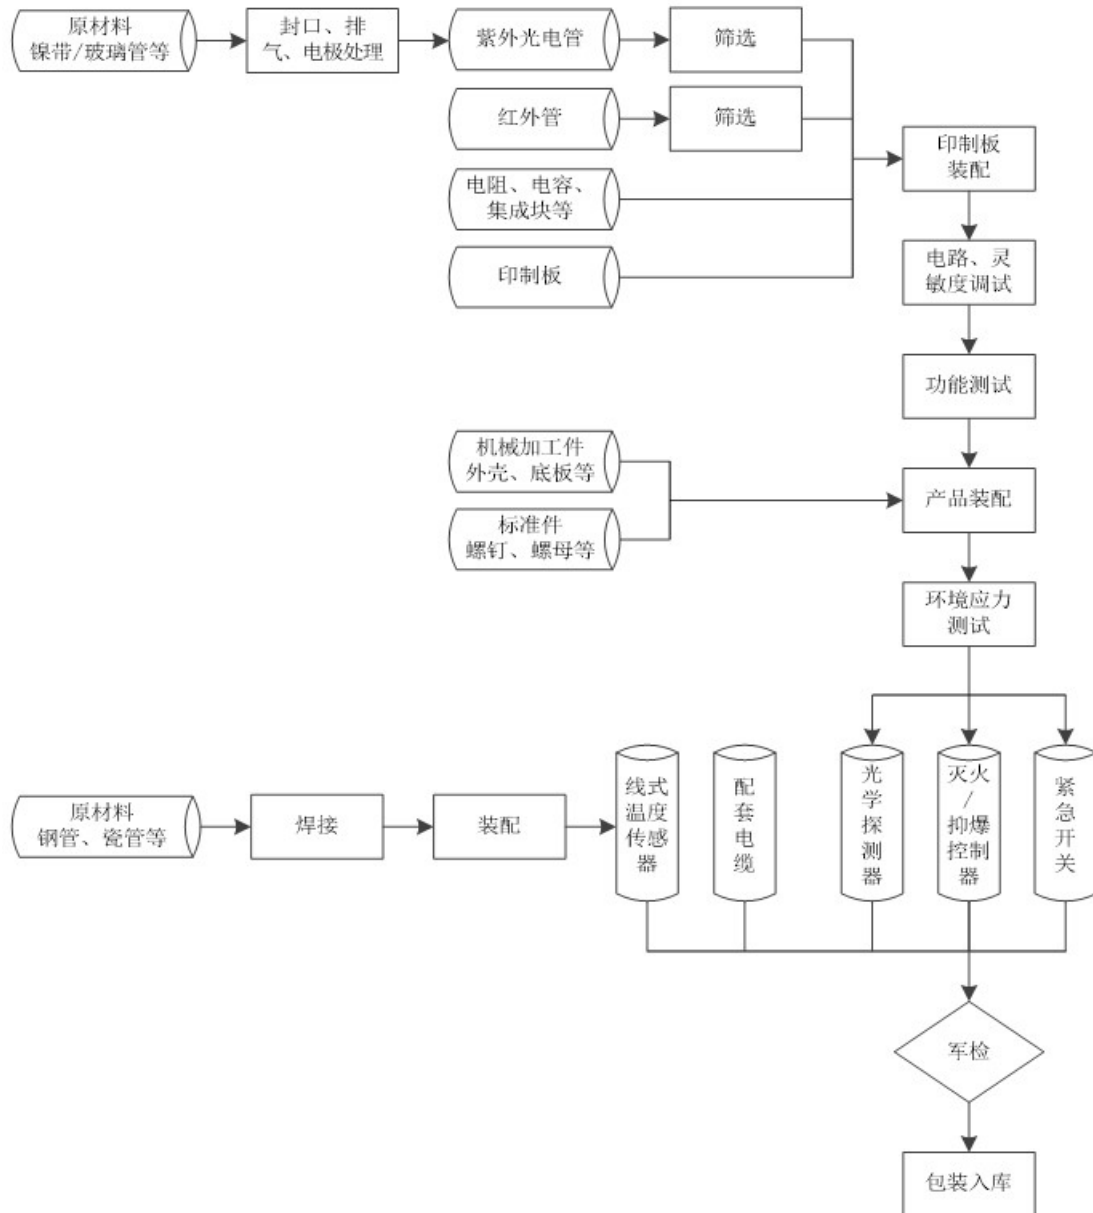 原材料
镍带/玻璃管等
封口、排
气、电极处理
紫外光电管
筛选
红外管
筛选
电阻、电容、
集成块等
印制板
印制板
装配
电路、灵
敏度调试
功能测试
机械加工件
外壳、底板等
标准件
螺钉、螺母等
产品装配
环境应力
测试
原材料
钢管、瓷管等
焊接
装配
线式
温度
传感
器
配
套
电
缆
光
学
探
测
器
灭火
/
抑爆
控制
器
紧
急
开
关
军检
包装入库